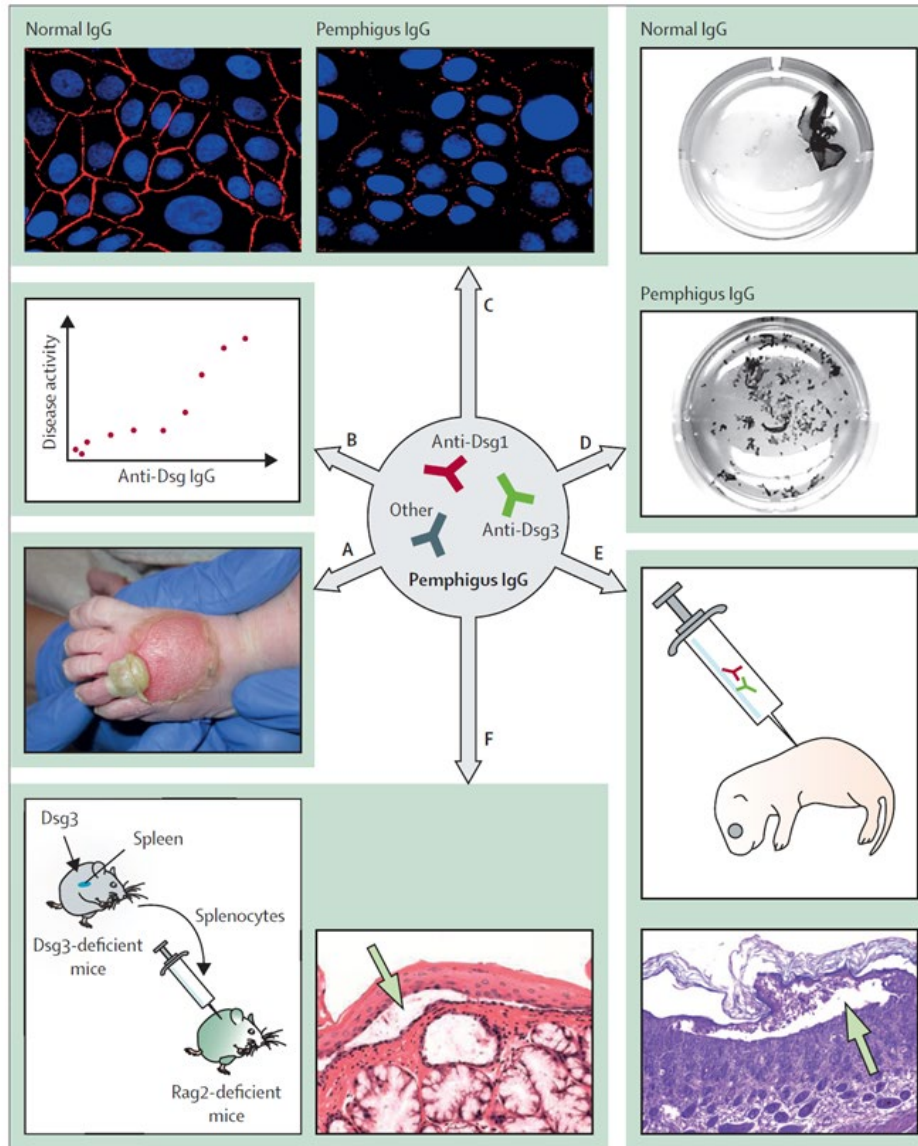 Normal IgG
Pemphigus IgG
Normal IgG
Pemphigus IgG
C
Disease activity
Anti-Dsg IgG
B
D
Anti-Dsg1
Other
Anti-Dsg3
Pemphigus IgG
A
E
F
Dsg3
Spleen
Splenocytes
Dsg3-deficient
mice
Rag2-deficient
mice